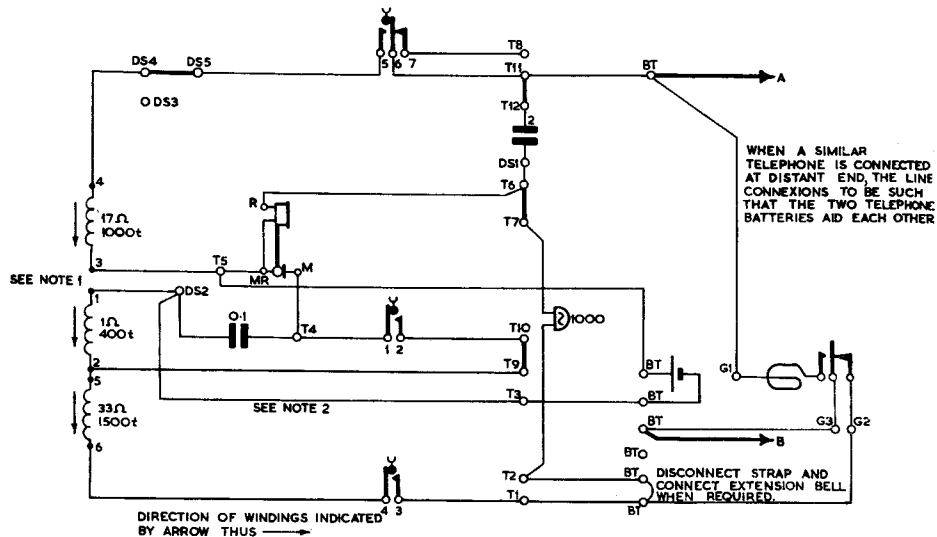 T8
5 6 7
DS4 DS5
T11
BT
A
DS3
T12
2
DS1
WHEN A SIMILAR
TELEPHONE IS CONNECTED
AT DISTANT END, THE LINE
CONNEXIONS TO BE SUCH
THAT THE TWO TELEPHONE
BATTERIES AID EACH OTHER
4
T6
R
T7
17Ω
1000t
3
T5
MR
M
SEE NOTE 1
1
DS2
0·1
T4
1 2
T10
1000
1Ω
400t
2
T9
BT
G1
5
T3
BT
SEE NOTE 2
33Ω
1500t
G3
G2
BT
B
6
BT
T2
BT
DISCONNECT STRAP AND
CONNECT EXTENSION BELL
WHEN REQUIRED.
4 3
T1
BT
DIRECTION OF WINDINGS INDICATED
BY ARROW THUS